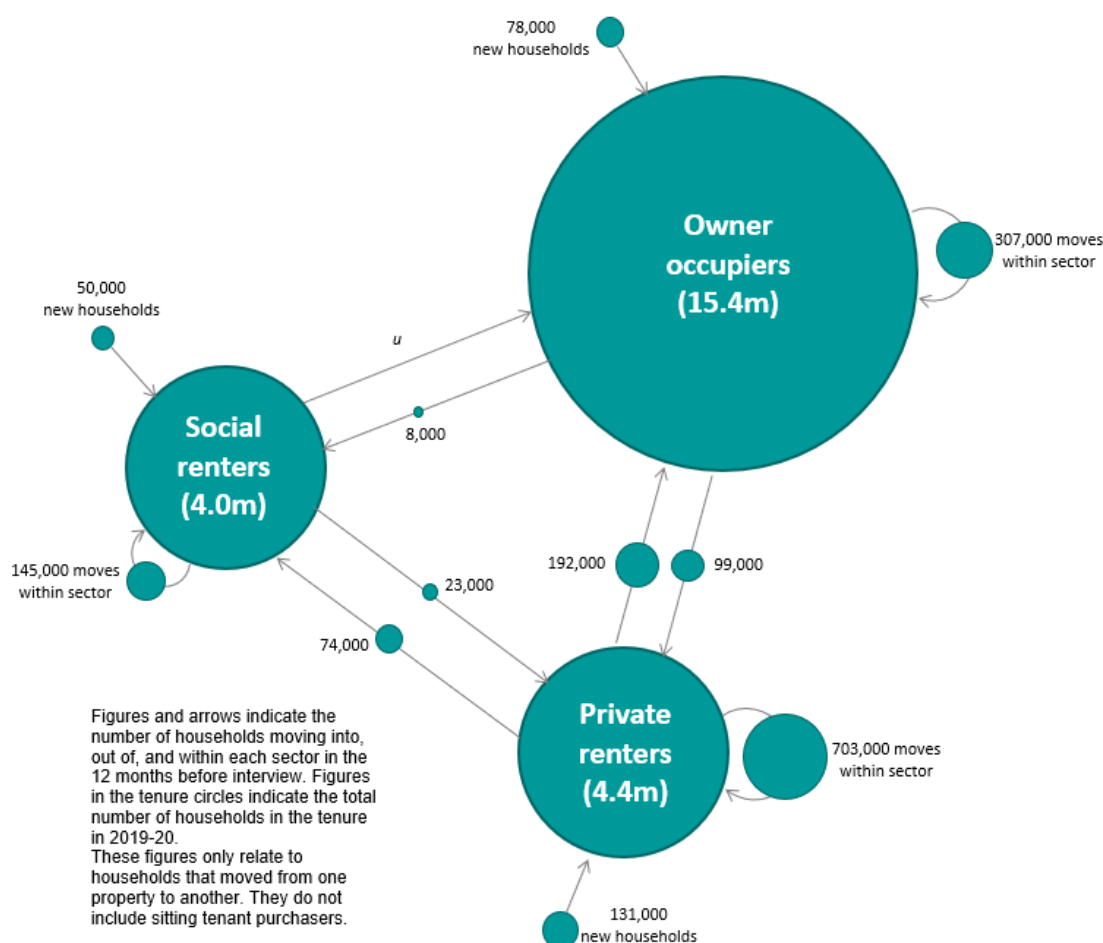 78,000
new households
Owner
occupiers
(15.4m)
307,000 moves
within sector
50,000
new households
u
8,000
Social
renters
(4.0m)
145,000 moves
within sector
23,000
74,000
192,000
99,000
Private
renters
(4.4m)
703,000 moves
within sector
131,000
new households
Figures and arrows indicate the
number of households moving into,
out of, and within each sector in the
12 months before interview. Figures
in the tenure circles indicate the total
number of households in the tenure
in 2019-20.
These figures only relate to
households that moved from one
property to another. They do not
include sitting tenant purchasers.